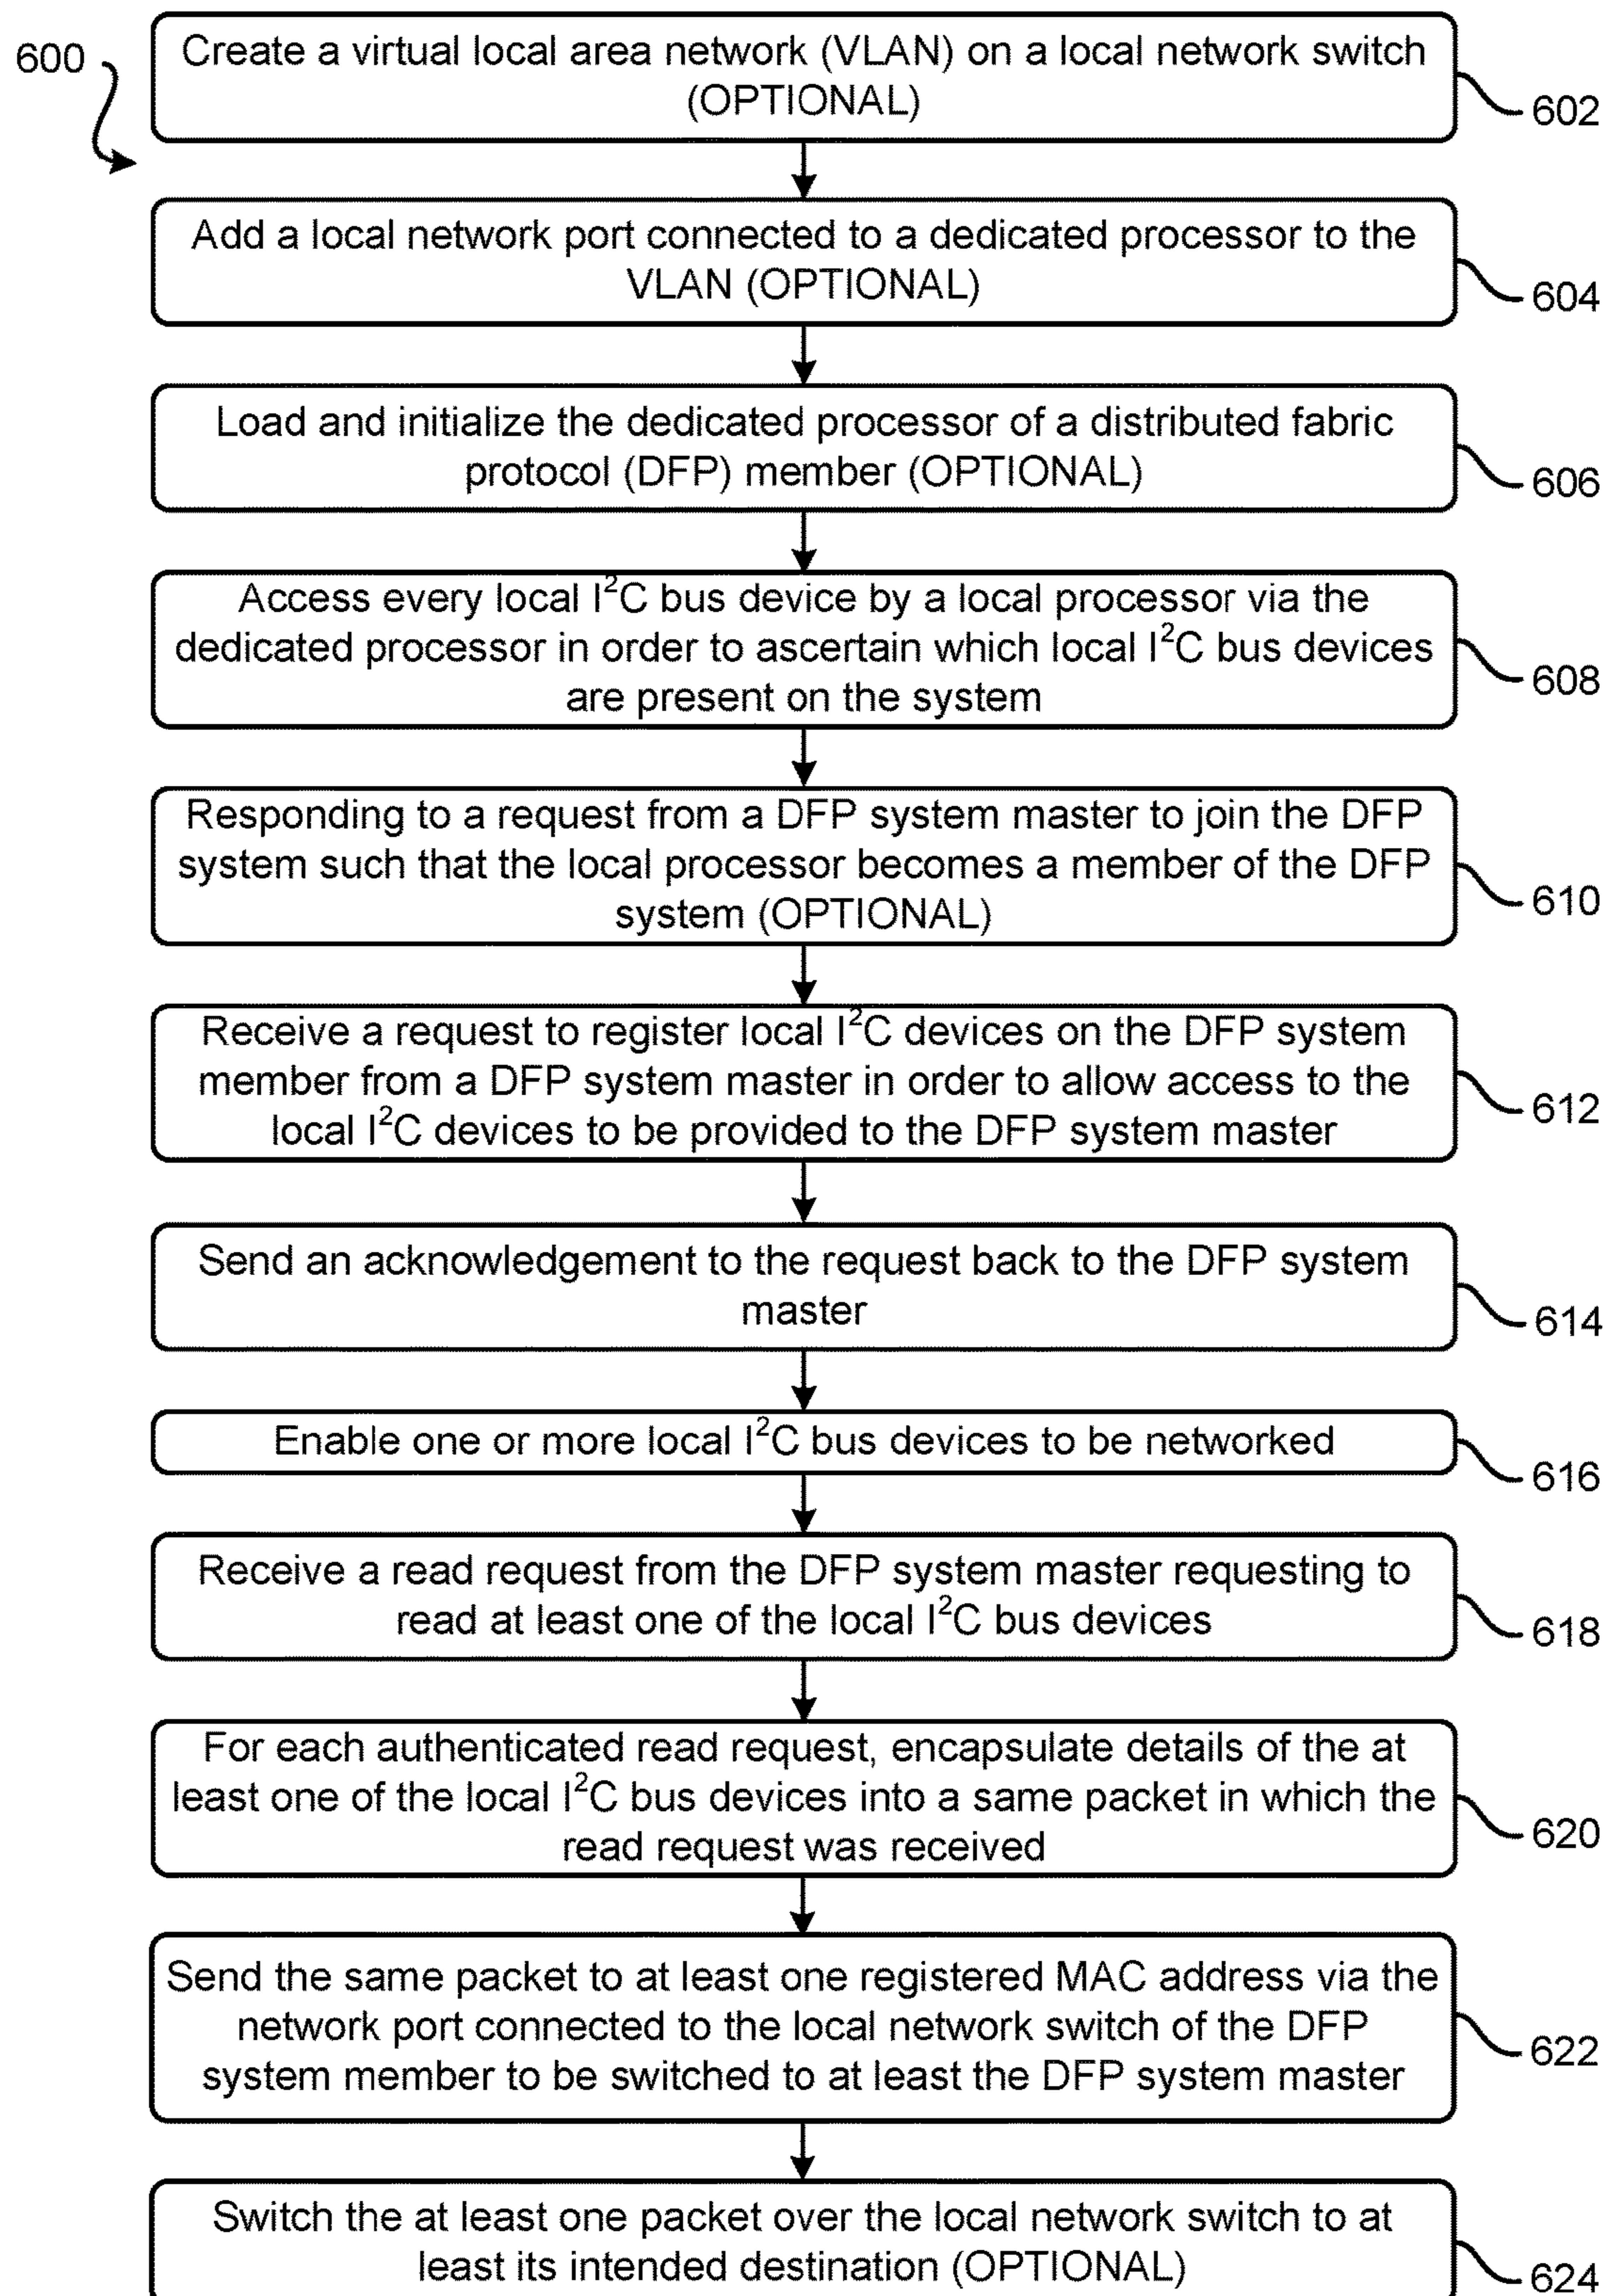 600
Create a virtual local area network (VLAN) on a local network switch
(OPTIONAL)
602
Add a local network port connected to a dedicated processor to the
VLAN (OPTIONAL)
604
Load and initialize the dedicated processor of a distributed fabric
protocol (DFP) member (OPTIONAL)
606
Access every local I²C bus device by a local processor via the
dedicated processor in order to ascertain which local I²C bus devices
are present on the system
608
Responding to a request from a DFP system master to join the DFP
system such that the local processor becomes a member of the DFP
system (OPTIONAL)
610
Receive a request to register local I²C devices on the DFP system
member from a DFP system master in order to allow access to the
local I²C devices to be provided to the DFP system master
612
Send an acknowledgement to the request back to the DFP system
master
614
Enable one or more local I²C bus devices to be networked
616
Receive a read request from the DFP system master requesting to
read at least one of the local I²C bus devices
618
For each authenticated read request, encapsulate details of the at
least one of the local I²C bus devices into a same packet in which the
read request was received
620
Send the same packet to at least one registered MAC address via the
network port connected to the local network switch of the DFP
system member to be switched to at least the DFP system master
622
Switch the at least one packet over the local network switch to at
least its intended destination (OPTIONAL)
624